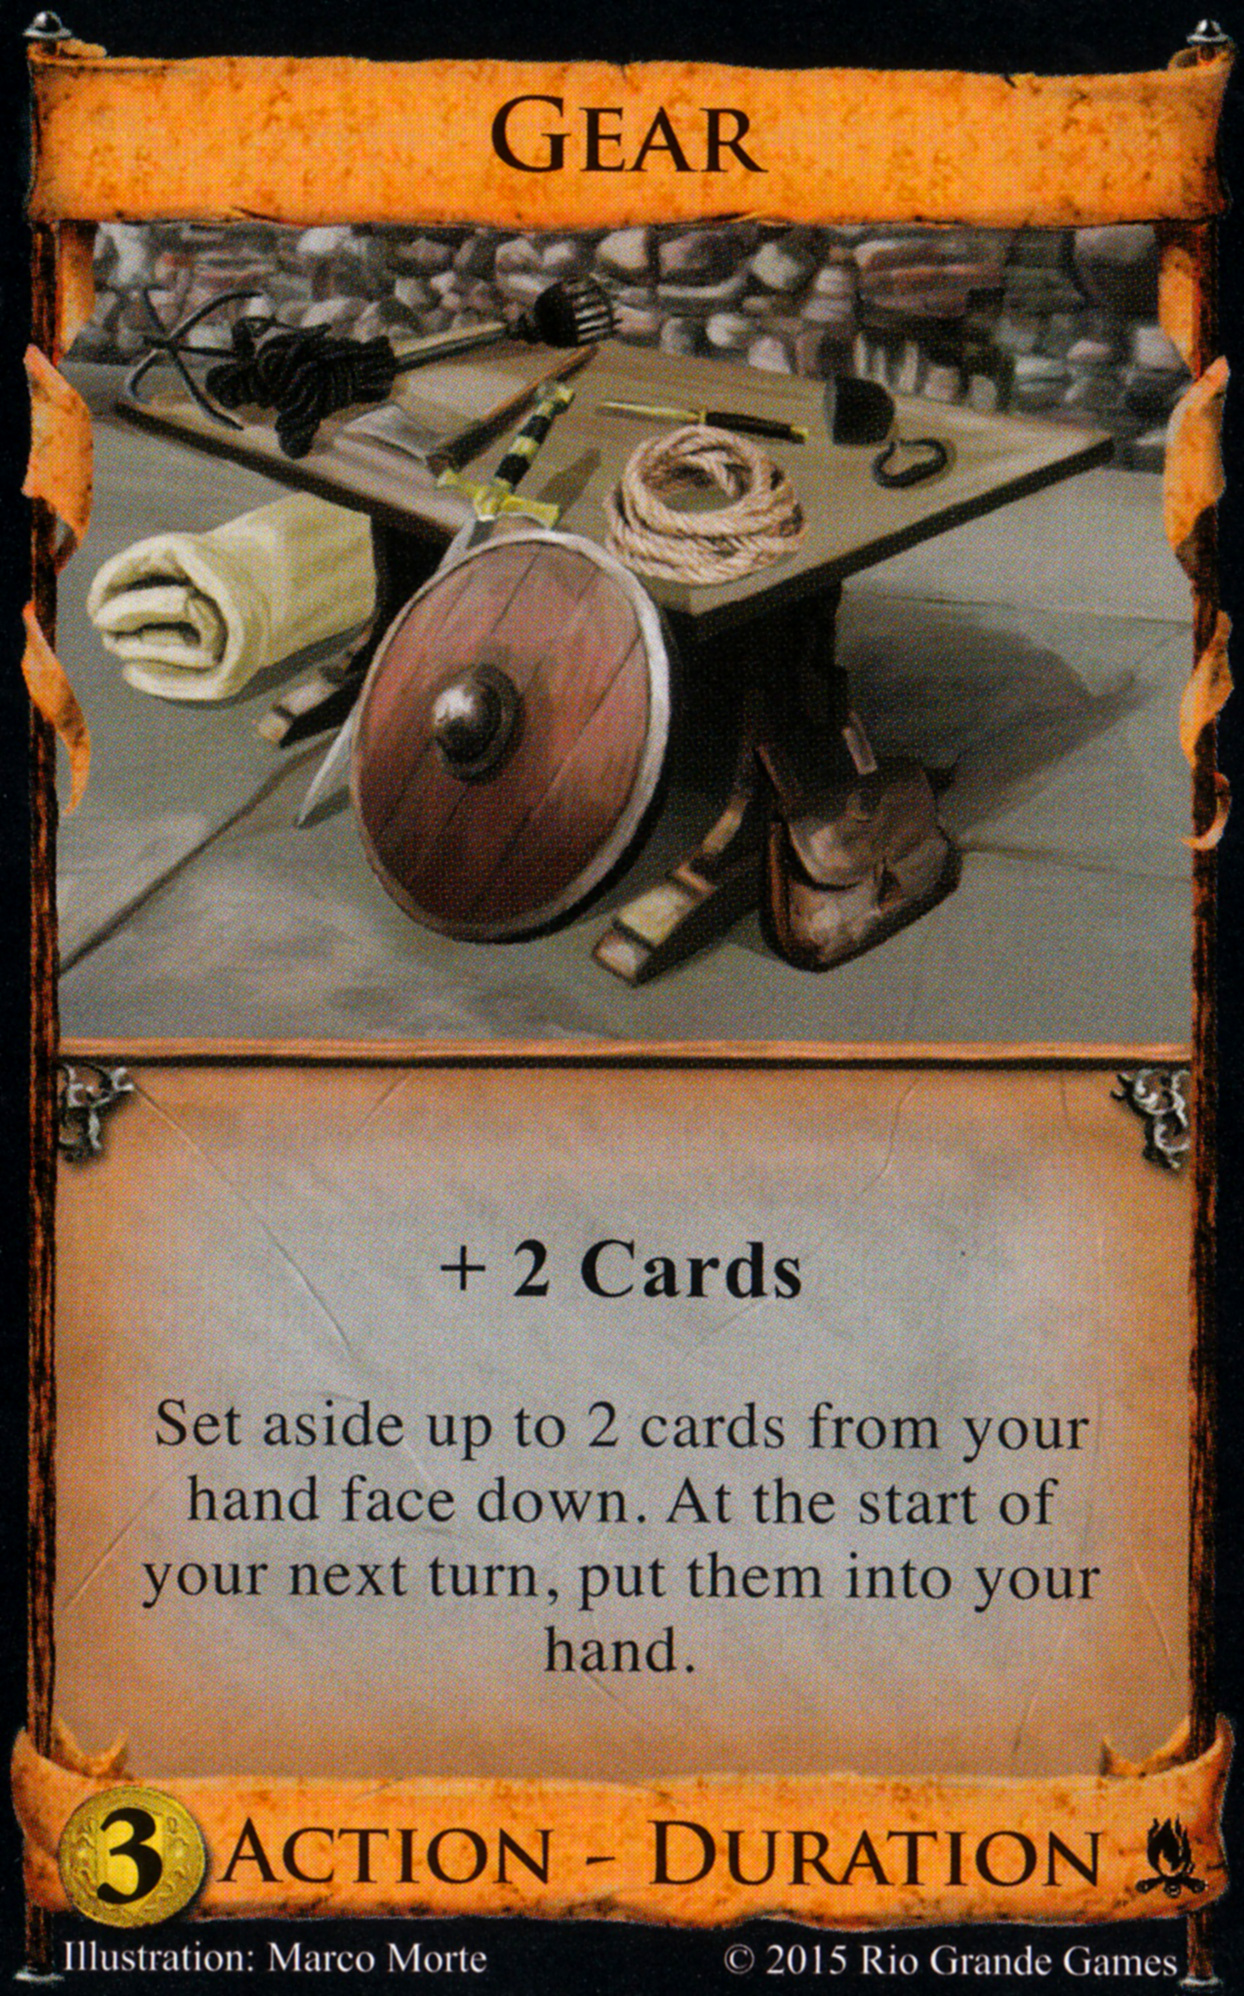 GEAR
+ 2 Cards
Set aside up to 2 cards from your
hand face down. At the start of
your next turn, put them into your
hand.
3 ACTION - DURATION
Illustration: Marco Morte © 2015 Rio Grande Games